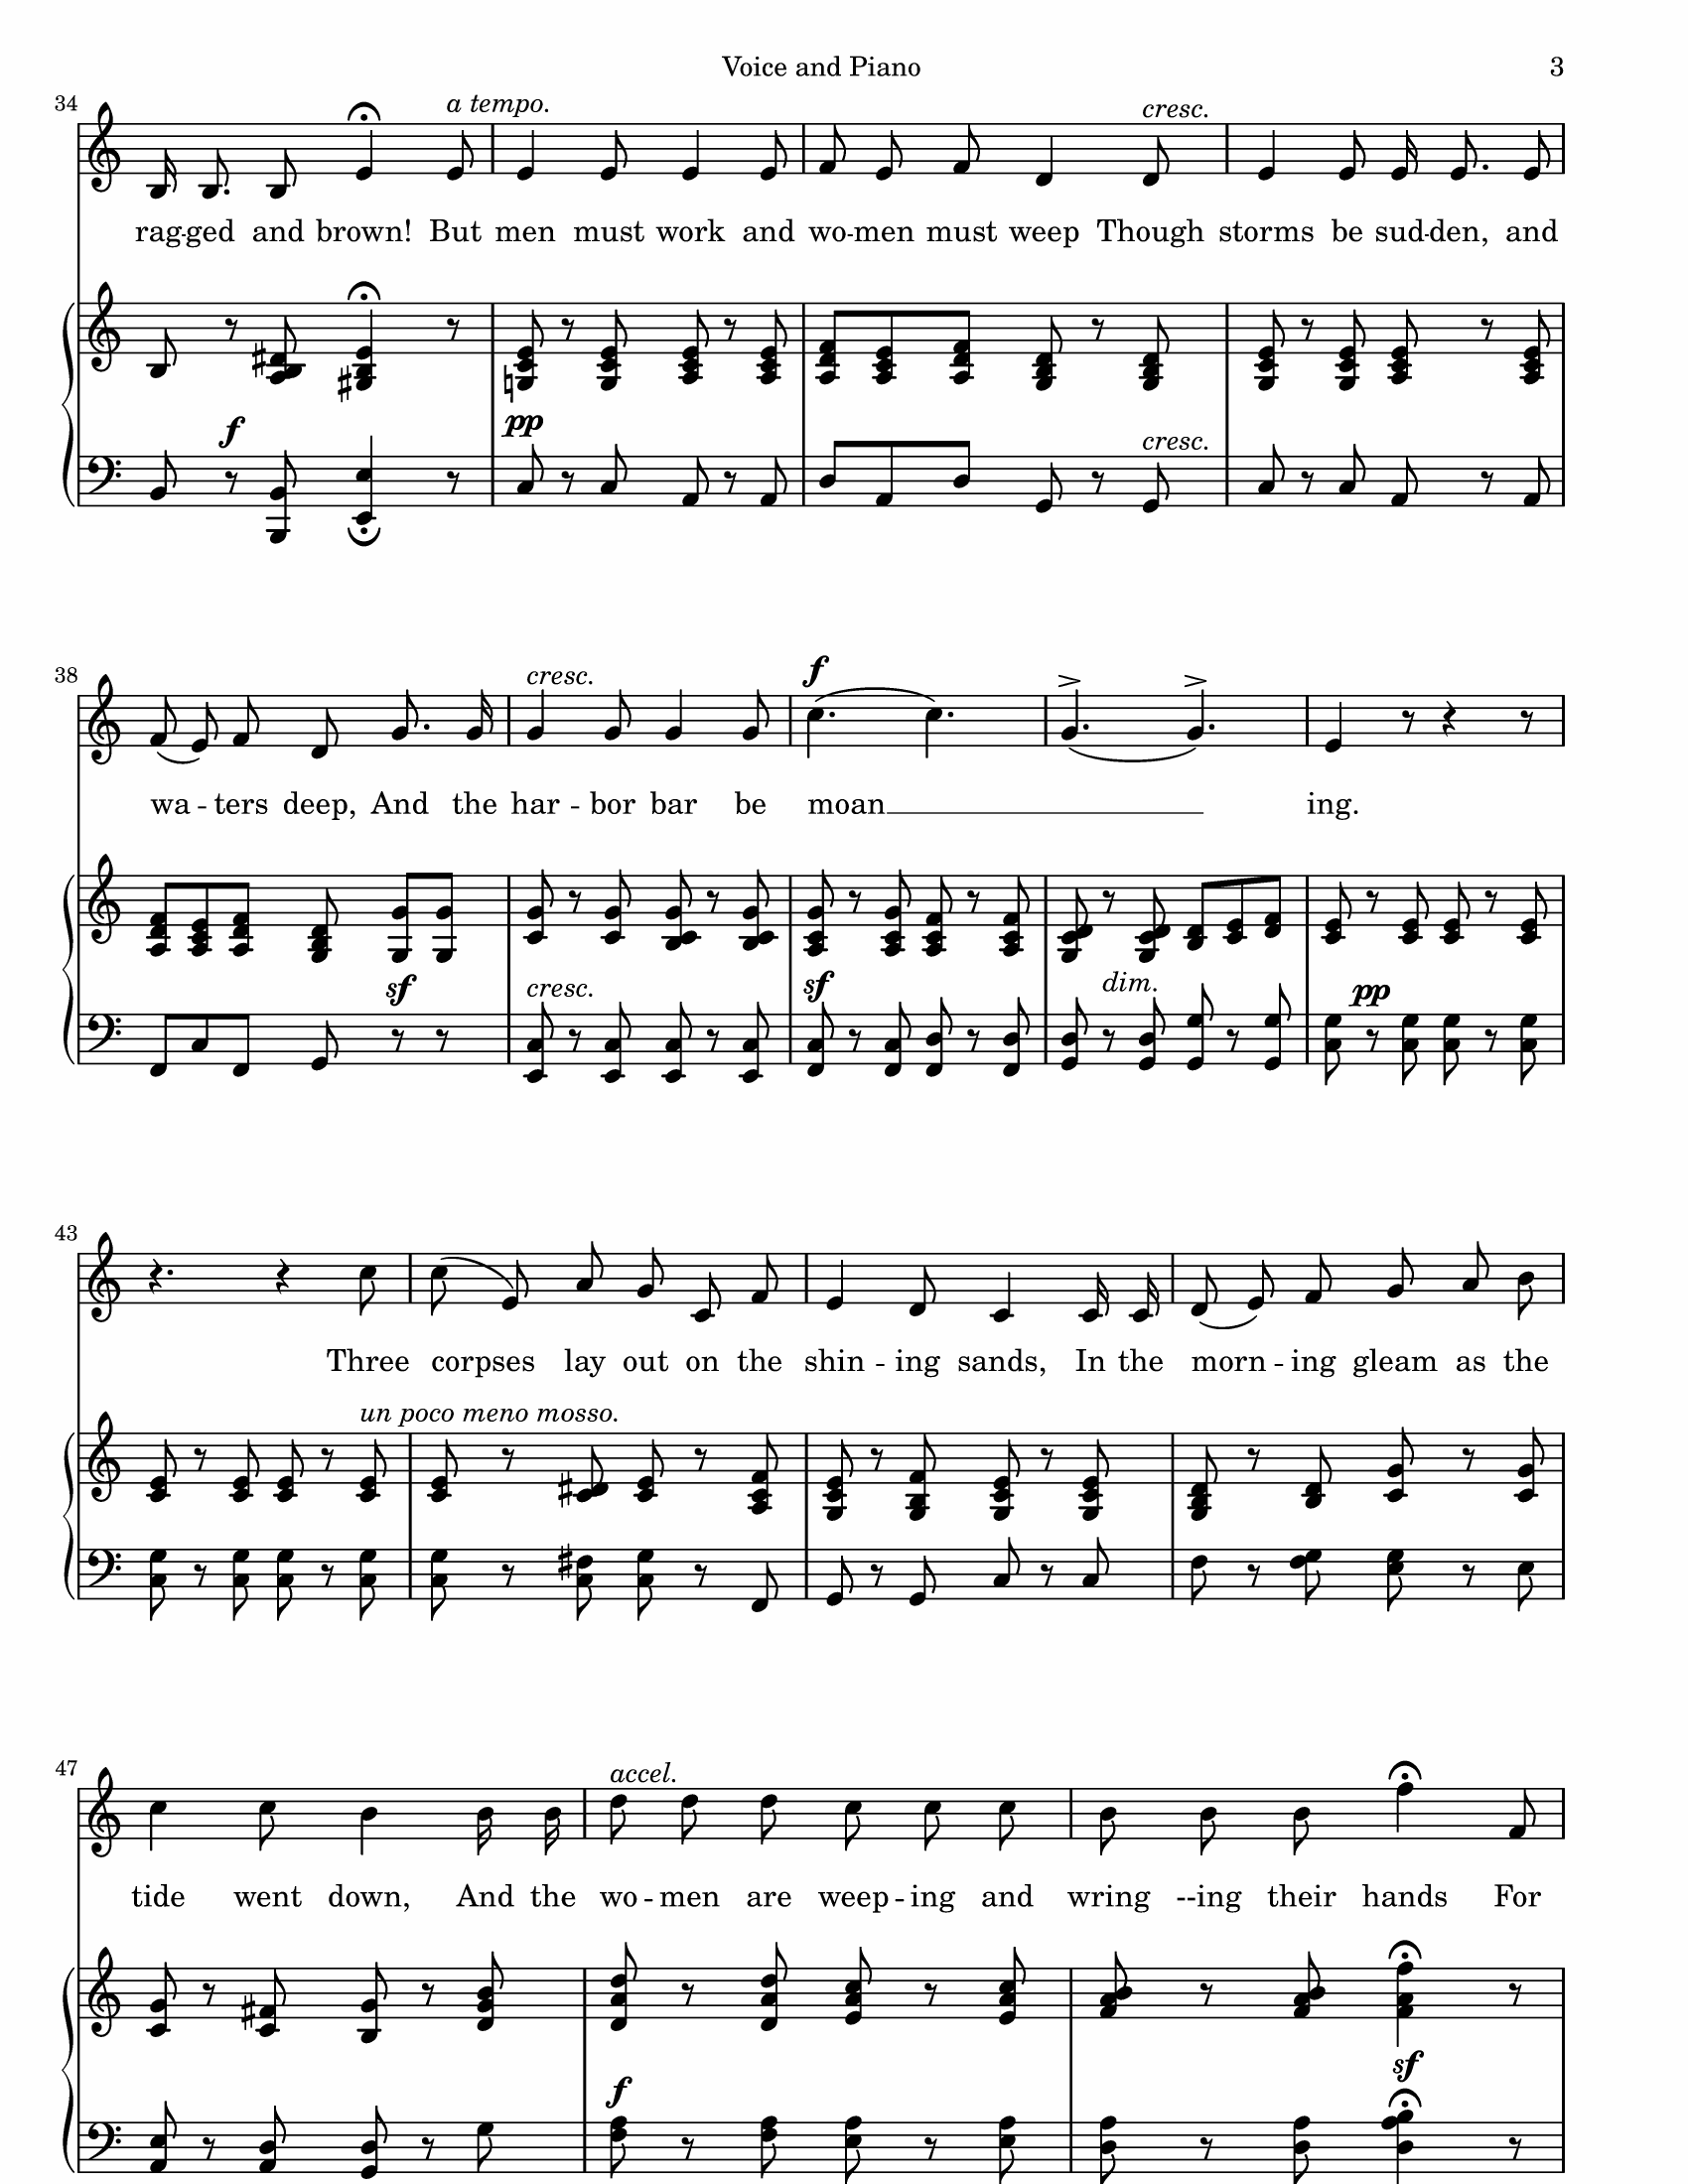 Voice and Piano 3
34
a tempo. cresc.
rag -- ged and brown! But men must work and wo -- men must weep Though storms be sud -- den, and
f pp cresc.
38
cresc. f
wa -- ters deep, And the har -- bor bar be moan __ ing.
sf cresc. sf dim. pp
43
Three corpses lay out on the shin -- ing sands, In the morn -- ing gleam as the
un poco meno mosso.
47
accel.
tide went down, And the wo -- men are weep -- ing and wring --ing their hands For
f sf